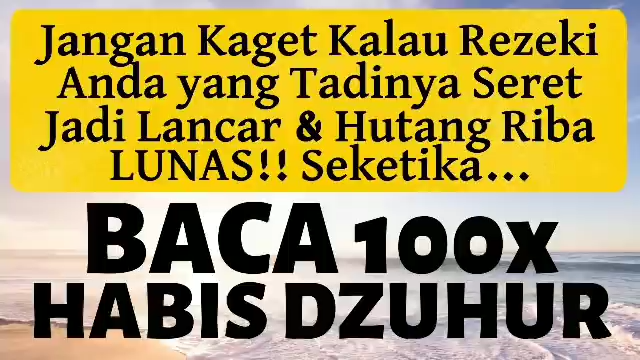 Jangan Kaget Kalau Rezeki
Anda yang Tadinya Seret
Jadi Lancar & Hutang Riba
LUNAS!! Seketika...
BACA 100x
HABIS DZUHUR